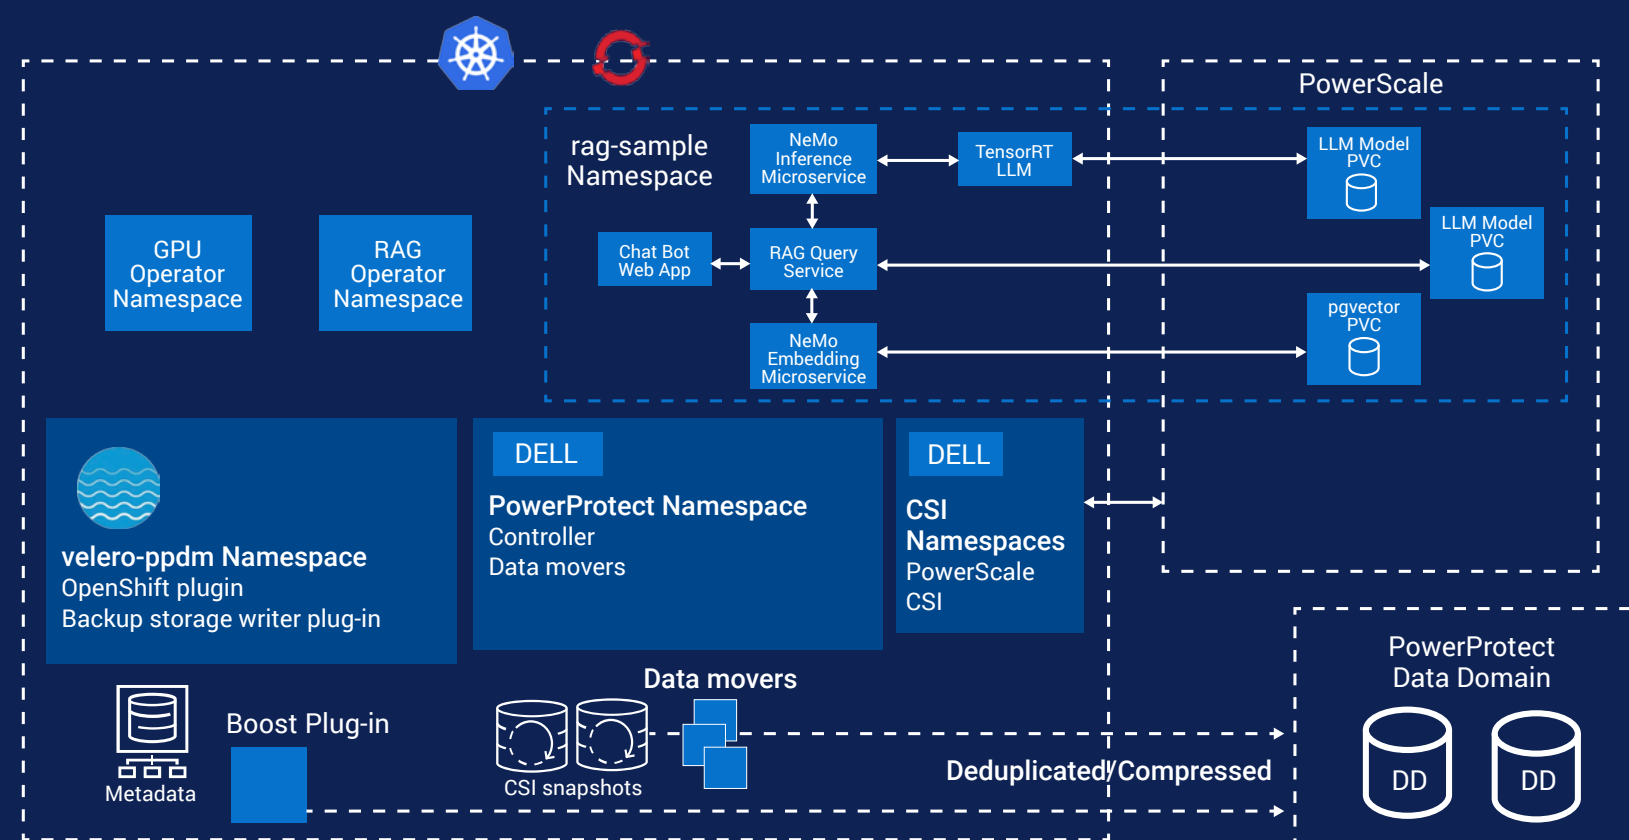 PowerScale
rag-sample
Namespace
NeMo
Inference
Microservice
TensorRT
LLM
LLM Model
PVC
GPU
Operator
Namespace
RAG
Operator
Namespace
Chat Bot
Web App
RAG Query
Service
LLM Model
PVC
NeMo
Embedding
Microservice
pgvector
PVC
velero-ppdm Namespace
OpenShift plugin
Backup storage writer plug-in
DELL
PowerProtect Namespace
Controller
Data movers
DELL
CSI
Namespaces
PowerScale
CSI
Metadata
Boost Plug-in
CSI snapshots
Data movers
Deduplicated/Compressed
PowerProtect
Data Domain
DD
DD